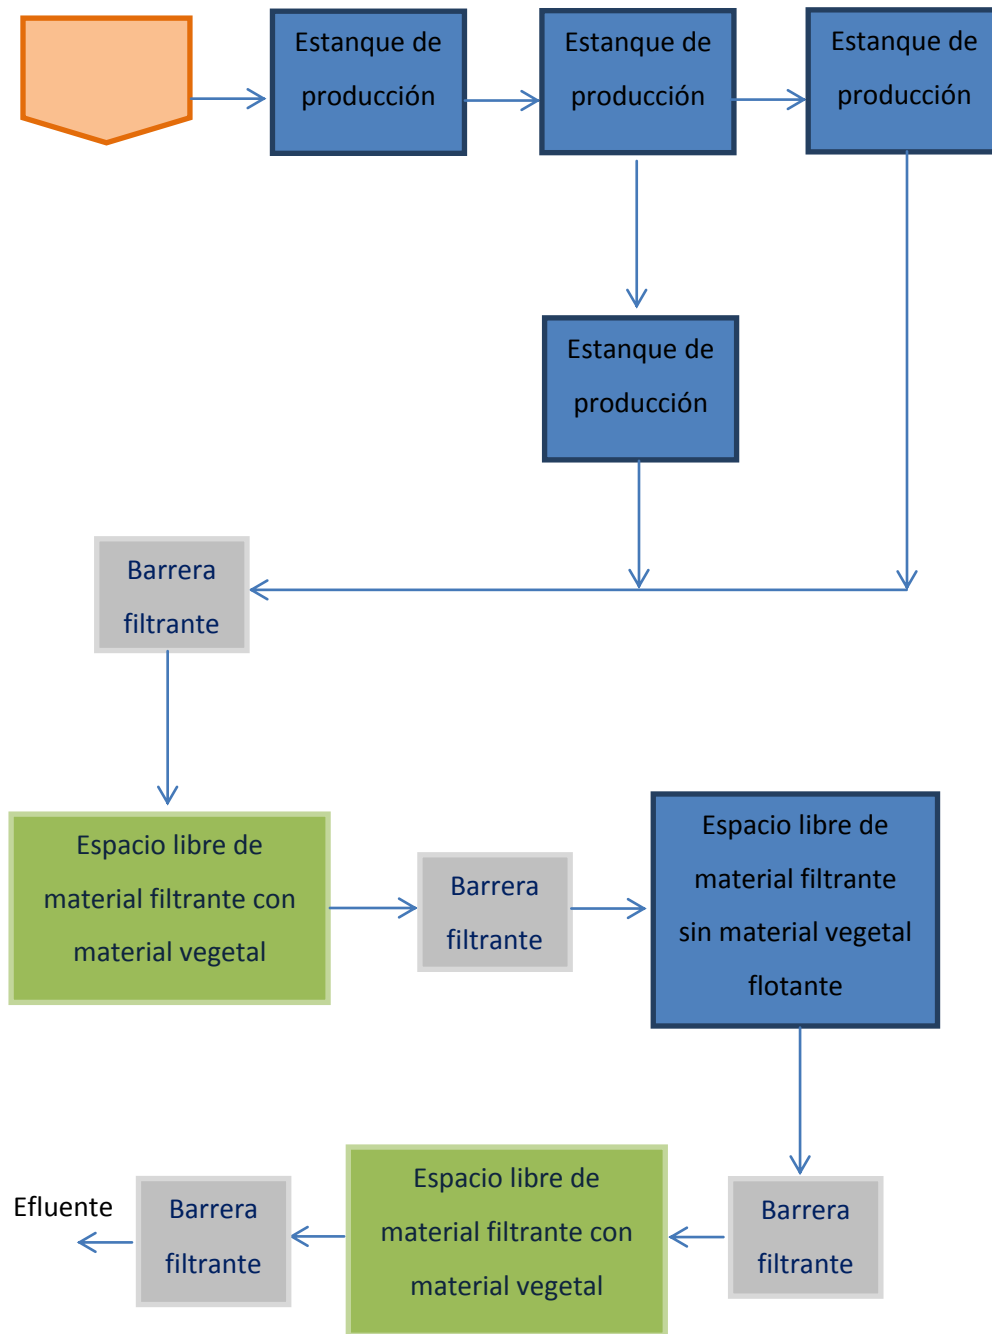 Estanque de
producción
Estanque de
producción
Estanque de
producción
Estanque de
producción
Barrera
filtrante
Espacio libre de
material filtrante con
material vegetal
Barrera
filtrante
Espacio libre de
material filtrante
sin material vegetal
flotante
Efluente
Barrera
filtrante
Espacio libre de
material filtrante con
material vegetal
Barrera
filtrante